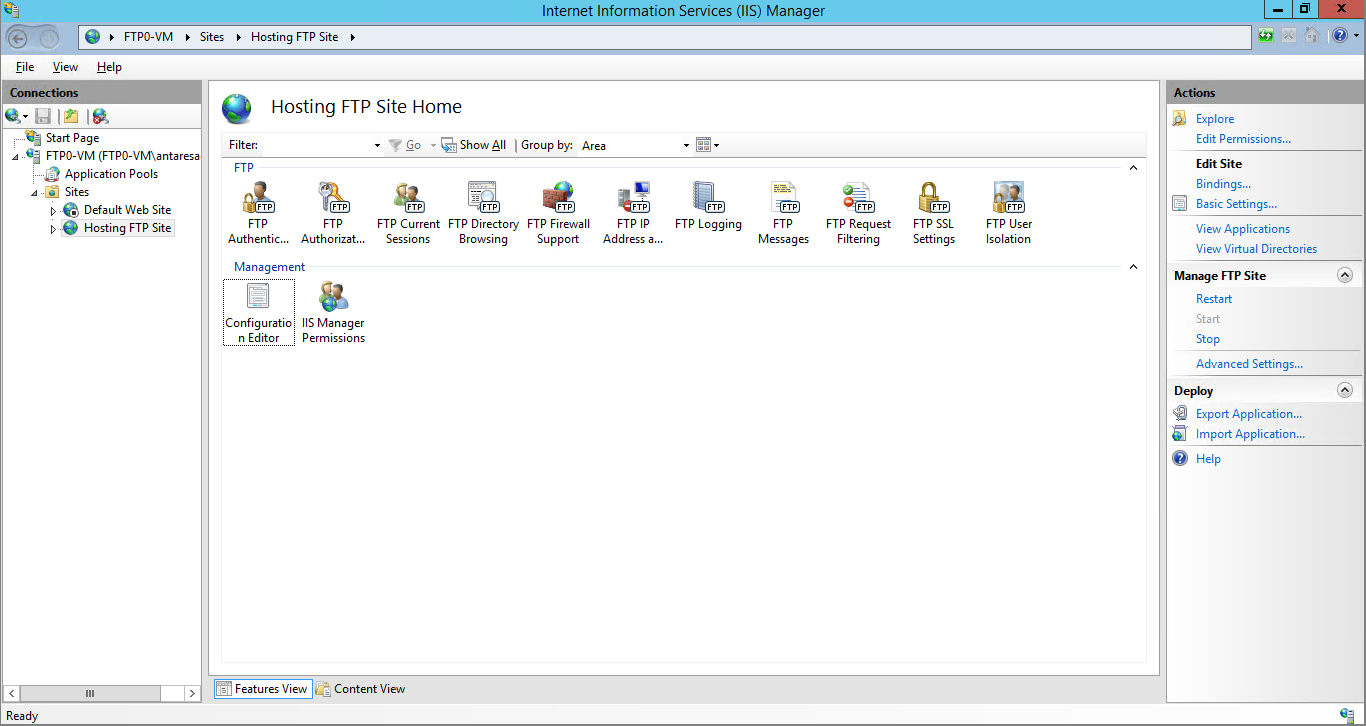 Internet Information Services (IIS) Manager
FTP0-VM Sites Hosting FTP Site
File View Help
Connections
Start Page
FTP0-VM (FTP0-VM\antaresa
Application Pools
Sites
Default Web Site
Hosting FTP Site
Hosting FTP Site Home
Filter: Go Show All Group by: Area
FTP
FTP Authentic...
FTP Authorizat...
FTP Current Sessions
FTP Directory Browsing
FTP Firewall Support
FTP IP Address a...
FTP Logging
FTP Messages
FTP Request Filtering
FTP SSL Settings
FTP User Isolation
Management
Configuratio
n Editor
IIS Manager
Permissions
Features View Content View
Actions
Explore
Edit Permissions...
Edit Site
Bindings...
Basic Settings...
View Applications
View Virtual Directories
Manage FTP Site
Restart
Start
Stop
Advanced Settings...
Deploy
Export Application...
Import Application...
Help
Ready